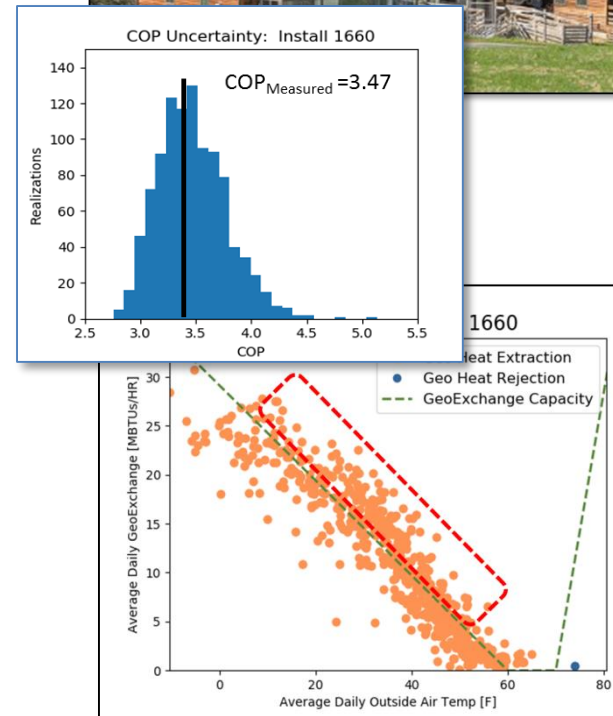 COP Uncertainty: Install 1660
COP Measured =3.47
140
120
100
80
60
40
20
0
Realizations
2.5 3.0 3.5 4.0 4.5 5.0 5.5
COP
1660
Heat Extraction
Geo Heat Rejection
GeoExchange Capacity
30
25
20
15
10
5
0
Average Daily GeoExchange [MBTUs/HR]
0 20 40 60 80
Average Daily Outside Air Temp [F]